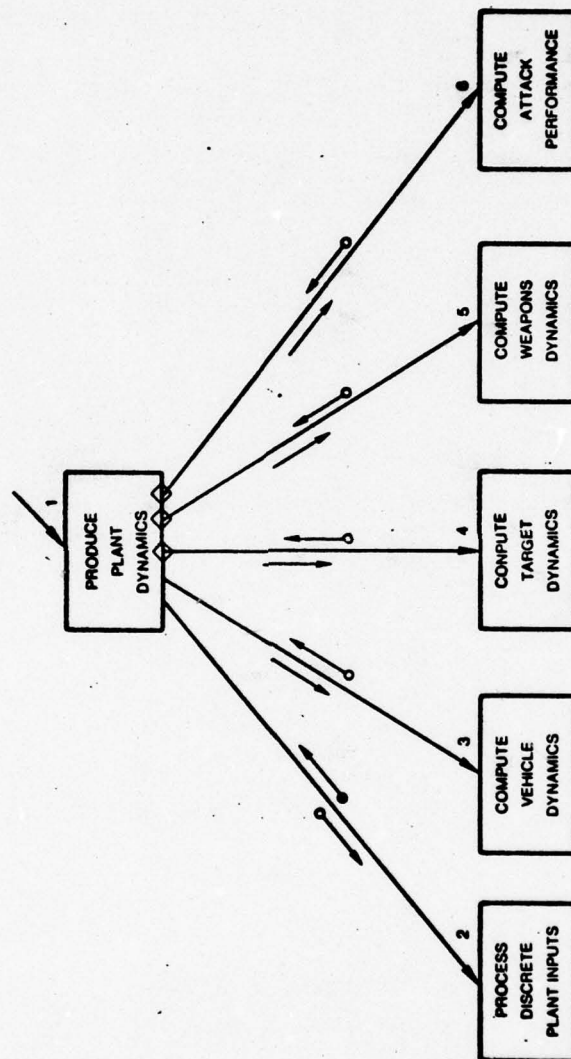 1
PRODUCE
PLANT
DYNAMICS
2
PROCESS
DISCRETE
PLANT INPUTS
3
COMPUTE
VEHICLE
DYNAMICS
4
CONPUTE
TARGET
DYNAMICS
5
COMPUTE
WEAPONS
DYNAMICS
6
COMPUTE
ATTACK
PERFORMANCE